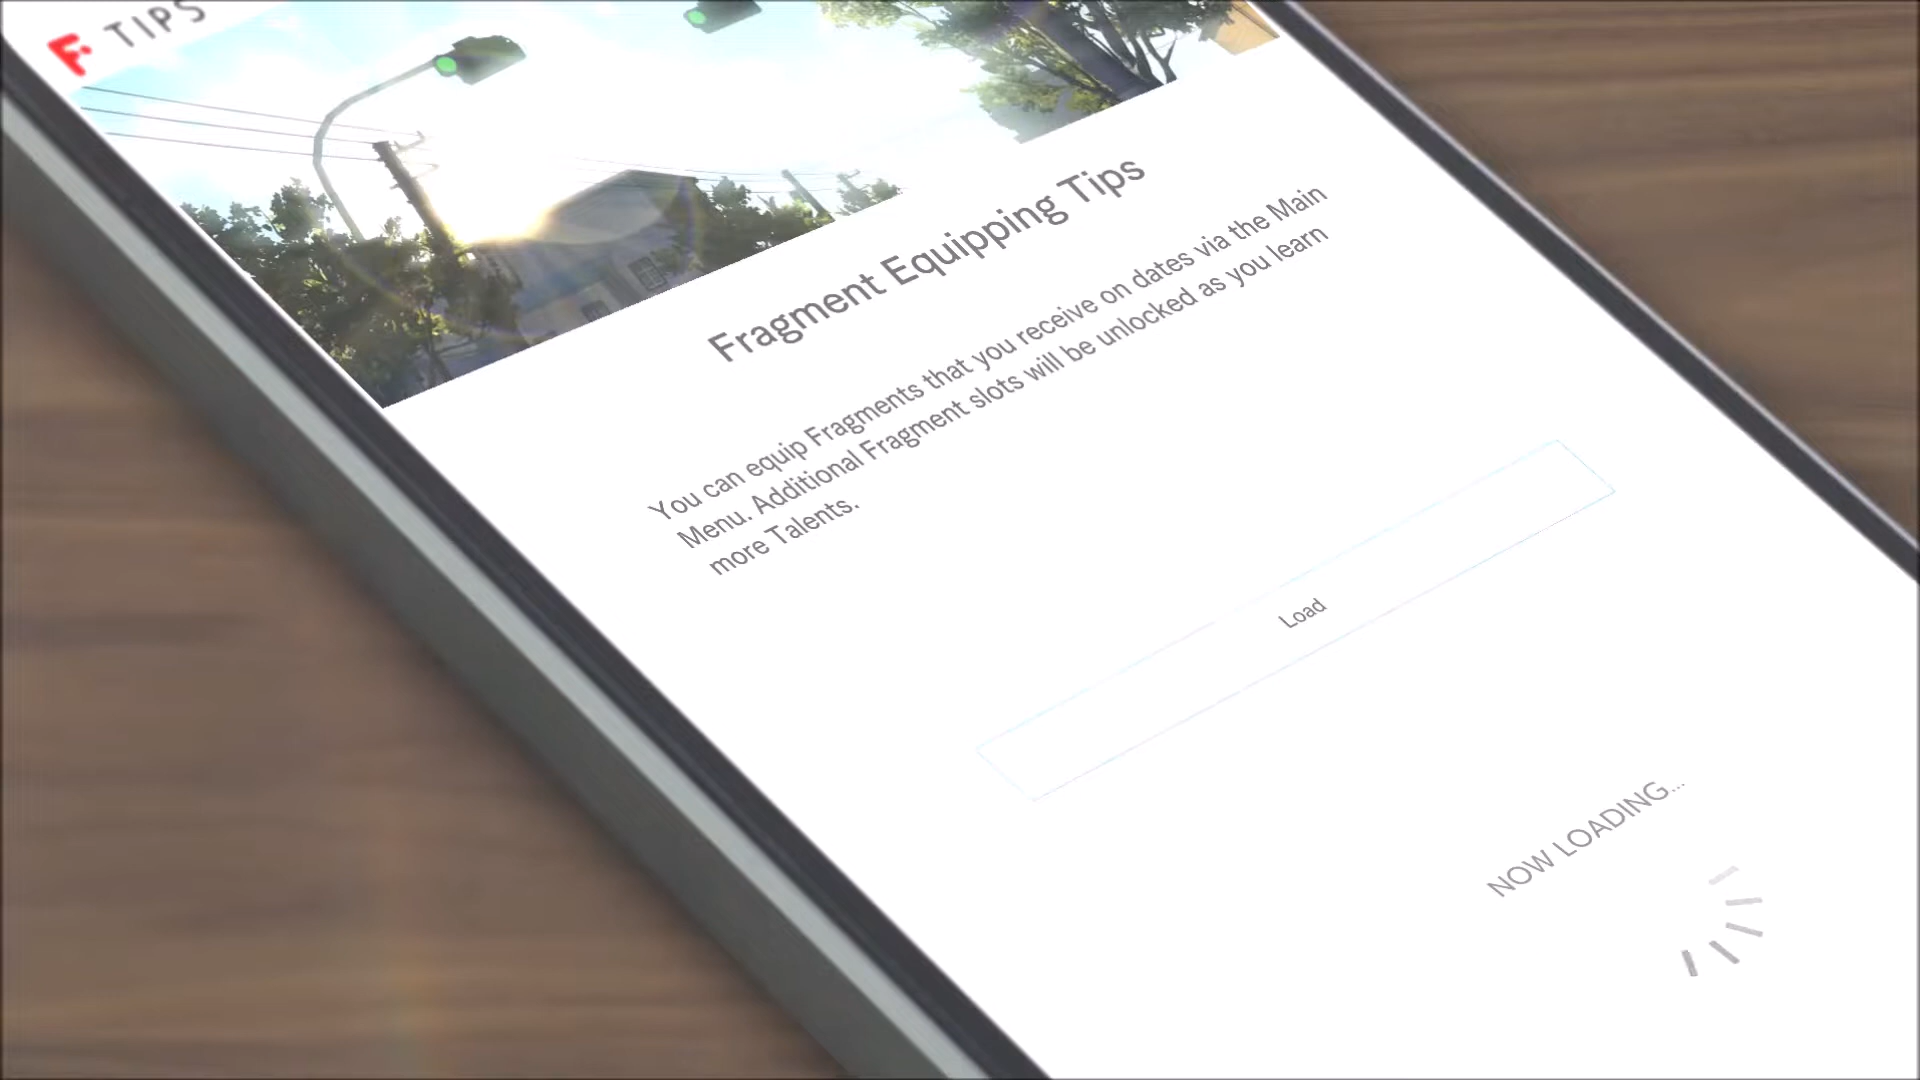 TIPS
Fragment Equipping Tips
You can equip Fragments that you receive on dates via the Main
Menu. Additional Fragment slots will be unlocked as you learn
more Talents.
Load
NOW LOADING...